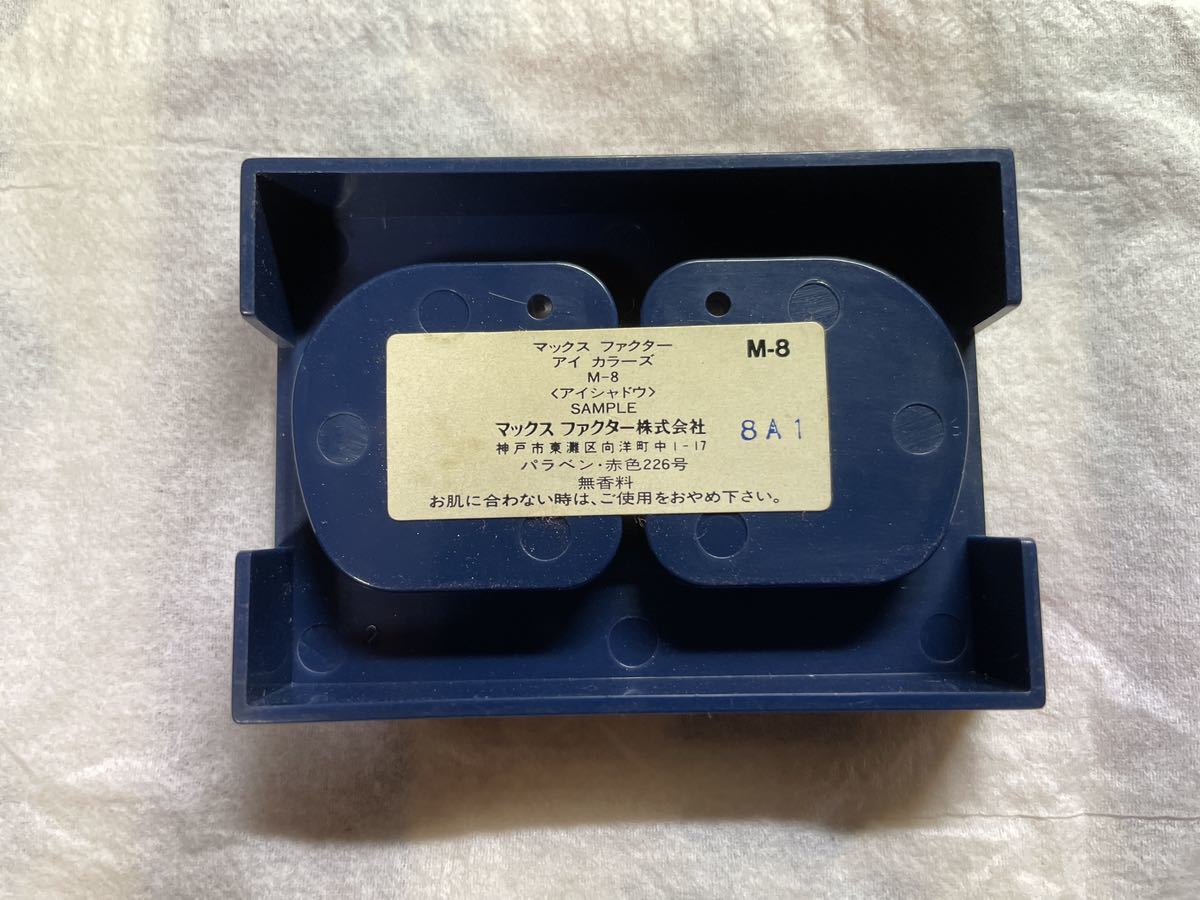 マックス ファクター
アイ カラーズ
M-8
〈アイシャドウ〉
SAMPLE
マックス ファクター株式会社
神戸市東灘区向洋町中1-17
パラベン・赤色226号
無香料
お肌に合わない時は、ご使用をおやめ下さい。
M-8
8A1
2